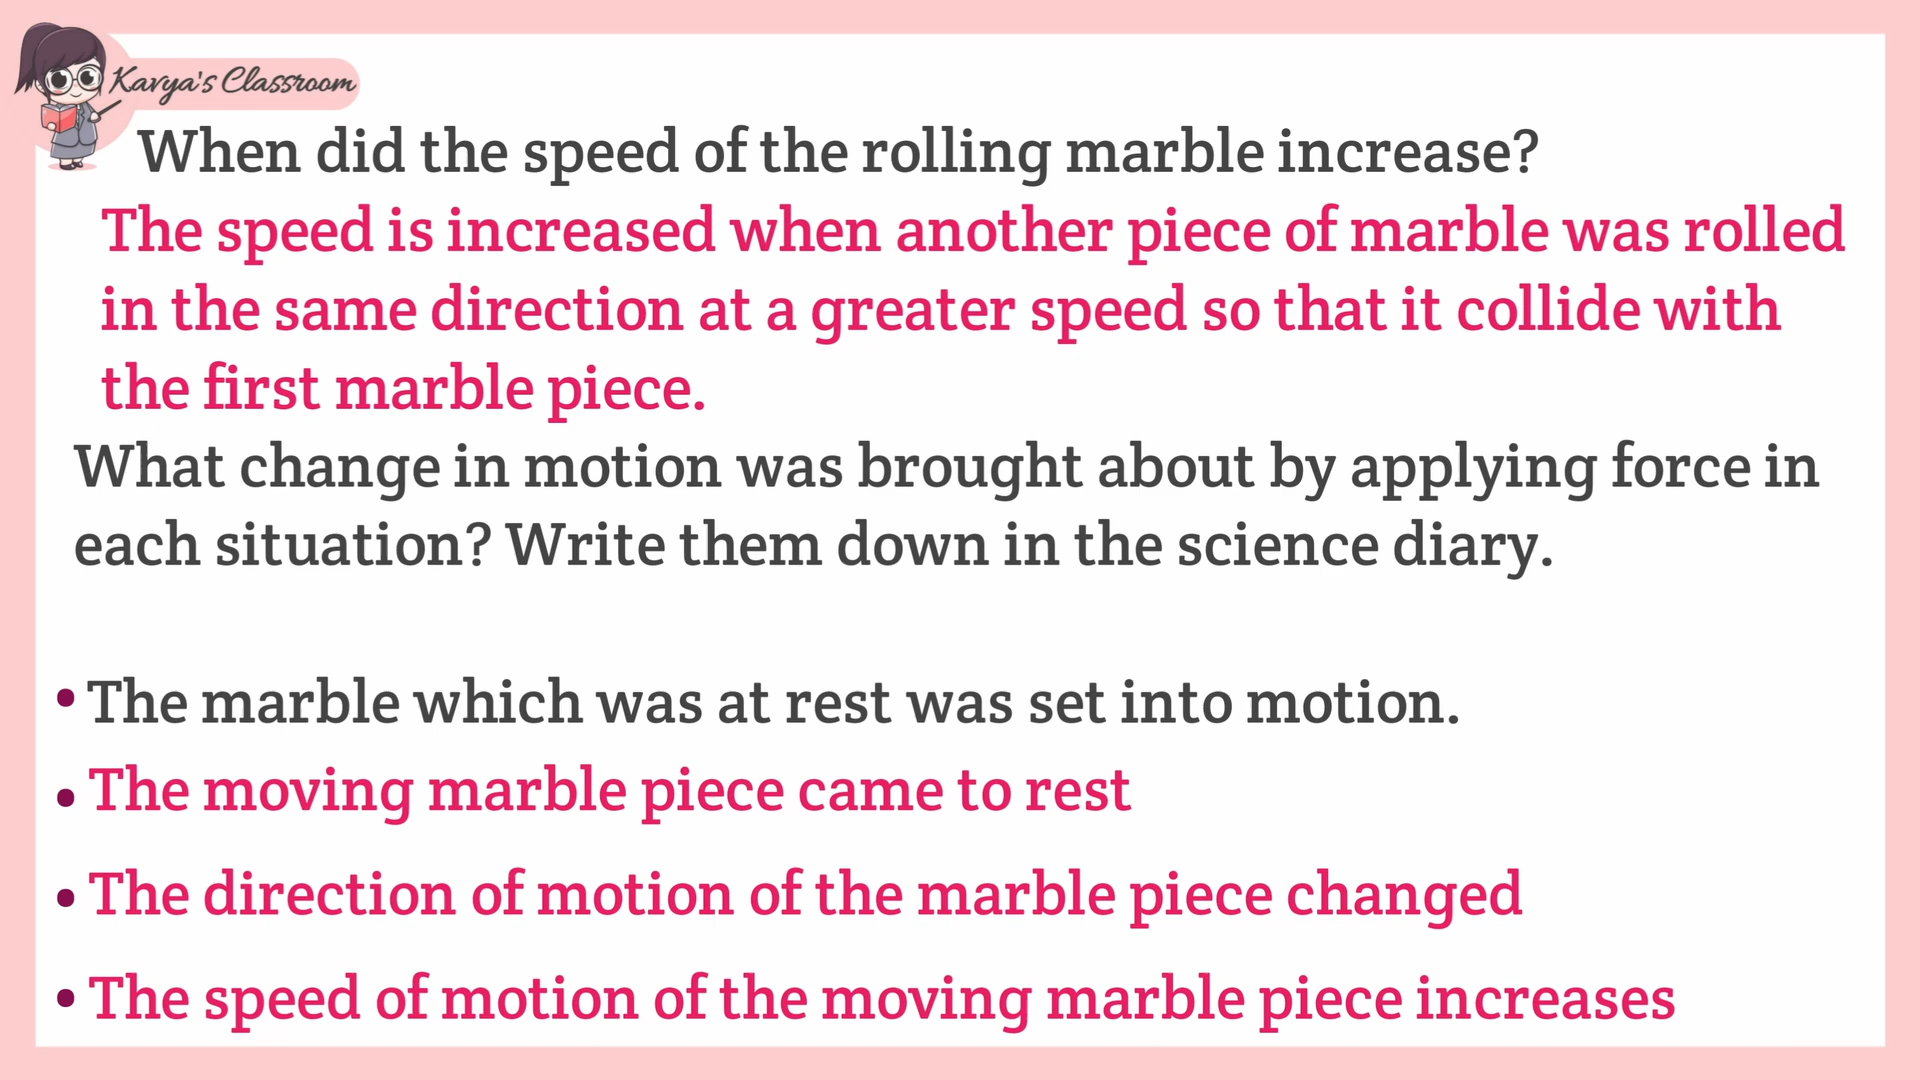 Kavya's Classroom
When did the speed of the rolling marble increase?
The speed is increased when another piece of marble was rolled
in the same direction at a greater speed so that it collide with
the first marble piece.
What change in motion was brought about by applying force in
each situation? Write them down in the science diary.
• The marble which was at rest was set into motion.
• The moving marble piece came to rest
• The direction of motion of the marble piece changed
• The speed of motion of the moving marble piece increases